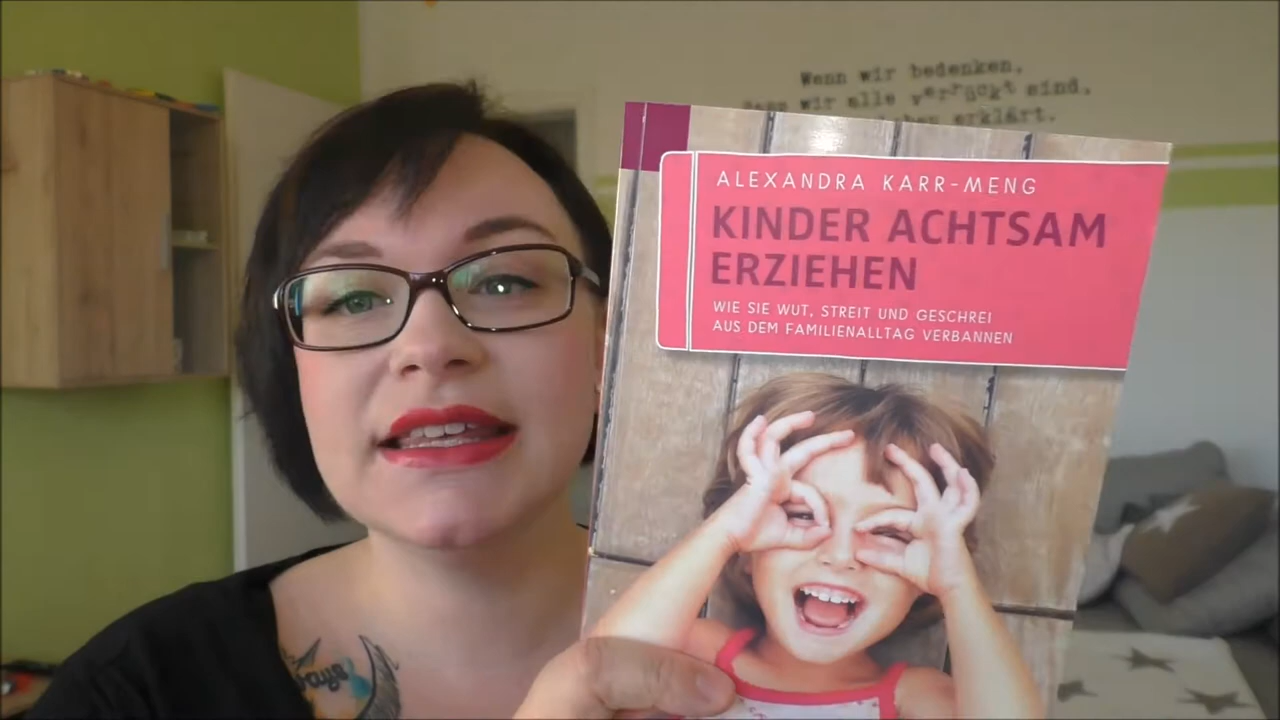 Wenn wir bedenken,
wir alle verrückt sind,
erklärt.
ALEXANDRA KARR-MENG
KINDER ACHTSAM
ERZIEHEN
WIE SIE WUT, STREIT UND GESCHREI
AUS DEM FAMILIENALLTAG VERBANNEN